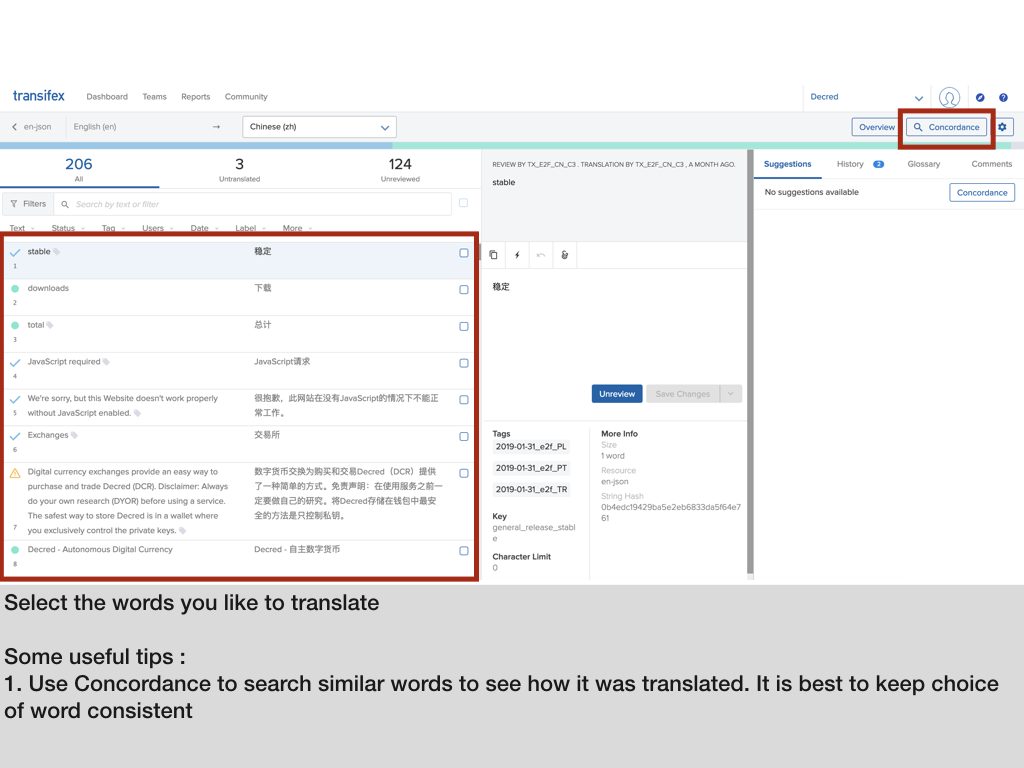 transifex
Dashboard
Teams
Reports
Community
Decred
en-json
English (en)
→
Chinese (zh)
Overview
Concordance
206
All
3
Untranslated
124
Unreviewed
Filters
Search by text or filter
Text
Status
Tag
Users
Date
Label
More
stable
稳定
1
downloads
下载
2
total
总计
3
JavaScript required
JavaScript请求
4
We're sorry, but this Website doesn't work properly
without JavaScript enabled.
很抱歉，此网站在没有JavaScript的情况下不能正
常工作。
5
Exchanges
交易所
6
Digital currency exchanges provide an easy way to
purchase and trade Decred (DCR). Disclaimer: Always
do your own research (DYOR) before using a service.
The safest way to store Decred is in a wallet where
you exclusively control the private keys.
数字货币交换为购买和交易Decred（DCR）提供
了一种简单的方式。免责声明：在使用服务之前一
定要做自己的研究。将Decred存储在钱包中最安
全的方法是只控制私钥。
7
Decred - Autonomous Digital Currency
Decred - 自主数字货币
8
REVIEW BY TX_E2F_CN_C3 . TRANSLATION BY TX_E2F_CN_C3 , A MONTH AGO.
stable
稳定
Unreview
Save Changes
Tags
2019-01-31_e2f_PL
2019-01-31_e2f_PT
2019-01-31_e2f_TR
Key
general_release_stabl
e
Character Limit
0
More Info
Size
1 word
Resource
en-json
String Hash
0b4edc19429ba5e2eb6833da5f64e7
61
Suggestions
History 2
Glossary
Comments
No suggestions available
Concordance
Select the words you like to translate
Some useful tips :
1. Use Concordance to search similar words to see how it was translated. It is best to keep choice
of word consistent